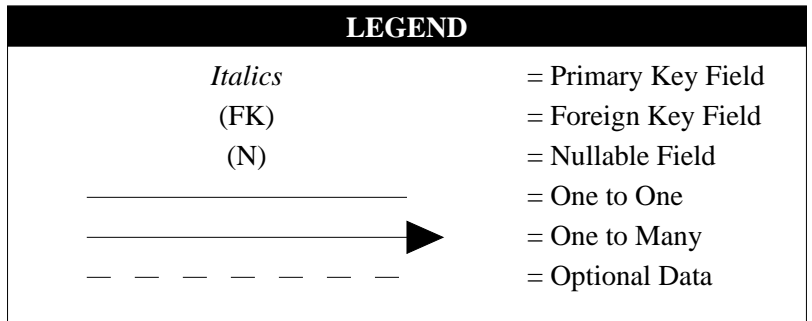 LEGEND
Italics = Primary Key Field
(FK) = Foreign Key Field
(N) = Nullable Field
= One to One
= One to Many
= Optional Data